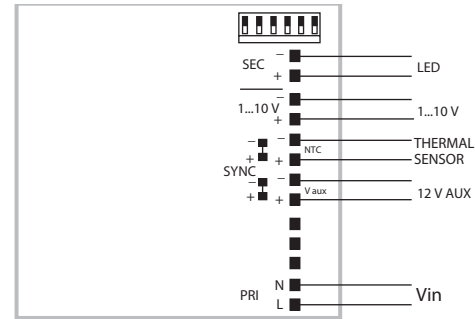 −
SEC
LED
+
−
1...10 V
1...10 V
+
−
− THERMAL
NTC
+ + SENSOR
SYNC
− −
V aux
12 V AUX
+ +
N
PRI
Vin
L